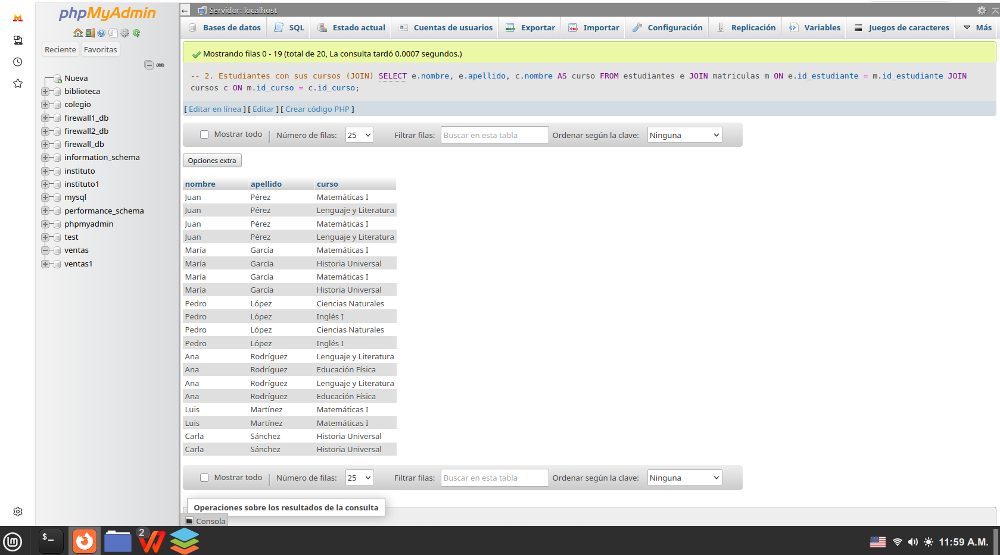 phpMyAdmin
Reciente Favoritas
Nueva
biblioteca
colegio
firewall1_db
firewall2_db
firewall_db
information_schema
instituto
instituto1
mysql
performance_schema
phpmyadmin
test
ventas
ventas1
Servidor: localhost
Bases de datos SQL Estado actual Cuentas de usuarios Exportar Importar Configuración Replicación Variables Juegos de caracteres Más
Mostrando filas 0 - 19 (total de 20, La consulta tardó 0.0007 segundos.)
-- 2. Estudiantes con sus cursos (JOIN) SELECT e.nombre, e.apellido, c.nombre AS curso FROM estudiantes e JOIN matriculas m ON e.id_estudiante = m.id_estudiante JOIN
cursos c ON m.id_curso = c.id_curso;
[ Editar en línea ] [ Editar ] [ Crear código PHP ]
Mostrar todo Número de filas: 25 Filtrar filas: Buscar en esta tabla Ordenar según la clave: Ninguna
Opciones extra
nombre apellido curso
Juan Pérez Matemáticas I
Juan Pérez Lenguaje y Literatura
Juan Pérez Matemáticas I
Juan Pérez Lenguaje y Literatura
María García Matemáticas I
María García Historia Universal
María García Matemáticas I
María García Historia Universal
Pedro López Ciencias Naturales
Pedro López Inglés I
Pedro López Ciencias Naturales
Pedro López Inglés I
Ana Rodríguez Lenguaje y Literatura
Ana Rodríguez Educación Física
Ana Rodríguez Lenguaje y Literatura
Ana Rodríguez Educación Física
Luis Martínez Matemáticas I
Luis Martínez Matemáticas I
Carla Sánchez Historia Universal
Carla Sánchez Historia Universal
Mostrar todo Número de filas: 25 Filtrar filas: Buscar en esta tabla Ordenar según la clave: Ninguna
Operaciones sobre los resultados de la consulta
Consola
$_ 2 11:59 A.M.